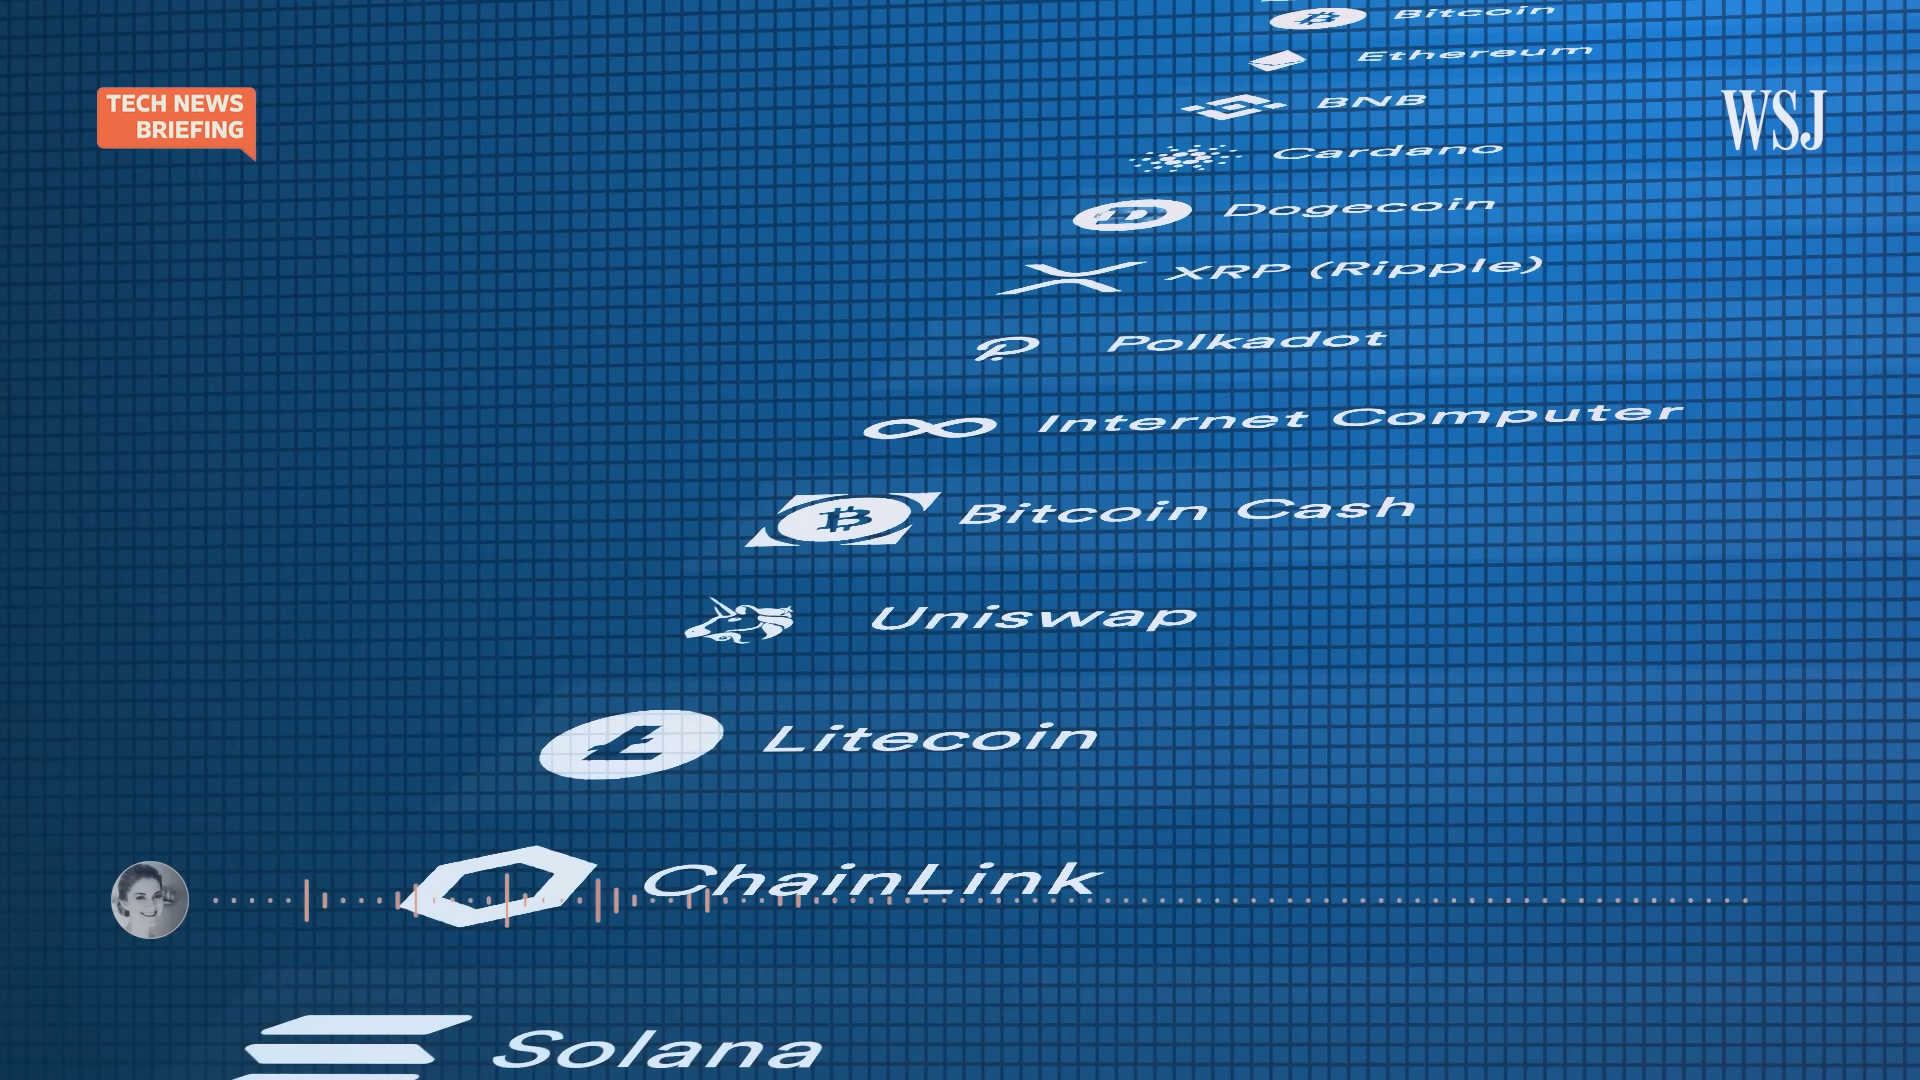 TECH NEWS
BRIEFING
WSJ
Bitcoin
Ethereum
BNB
Cardano
Dogecoin
XRP (Ripple)
Polkadot
Internet Computer
Bitcoin Cash
Uniswap
Litecoin
ChainLink
Solana